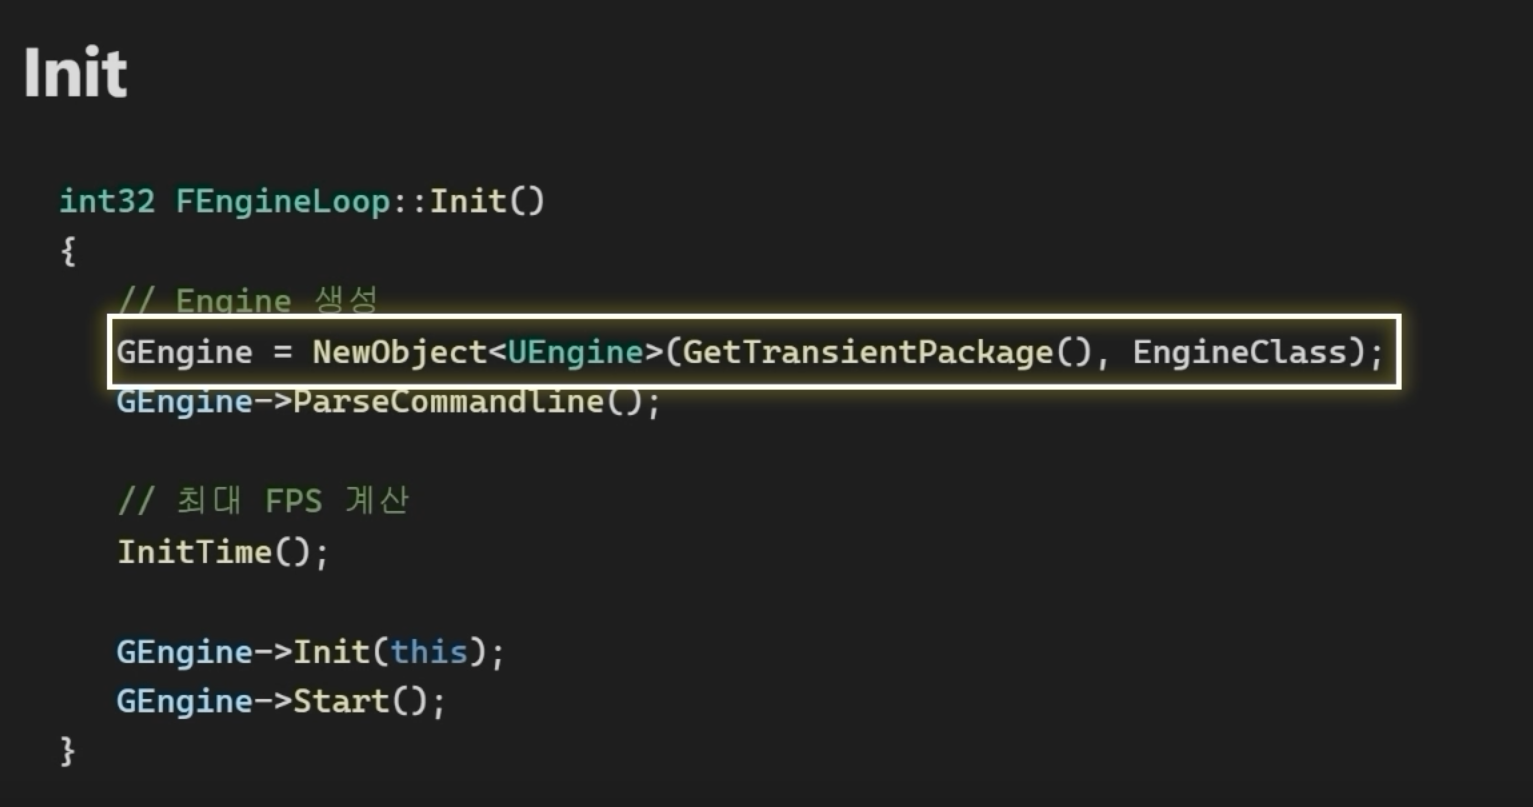 Init
int32 FEngineLoop::Init()
{
// Engine 생성
GEngine = NewObject<UEngine>(GetTransientPackage(), EngineClass);
GEngine->ParseCommandline();
// 최대 FPS 계산
InitTime();
GEngine->Init(this);
GEngine->Start();
}